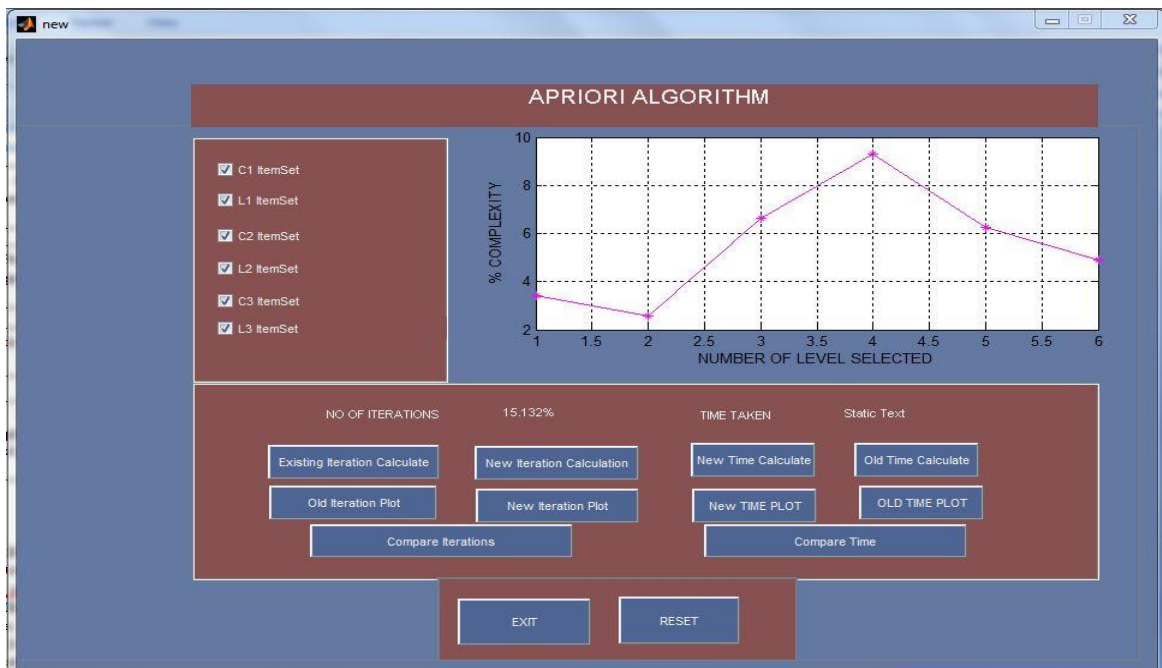 new
APRIORI ALGORITHM
C1 ItemSet
L1 ItemSet
C2 ItemSet
L2 ItemSet
C3 ItemSet
L3 ItemSet
% COMPLEXITY
10
8
6
4
2
1 1.5 2 2.5 3 3.5 4 4.5 5 5.5 6
NUMBER OF LEVEL SELECTED
NO OF ITERATIONS 15.132% TIME TAKEN Static Text
Existing Iteration Calculate New Iteration Calculation New Time Calculate Old Time Calculate
Old Iteration Plot New Iteration Plot New TIME PLOT OLD TIME PLOT
Compare Iterations Compare Time
EXIT RESET